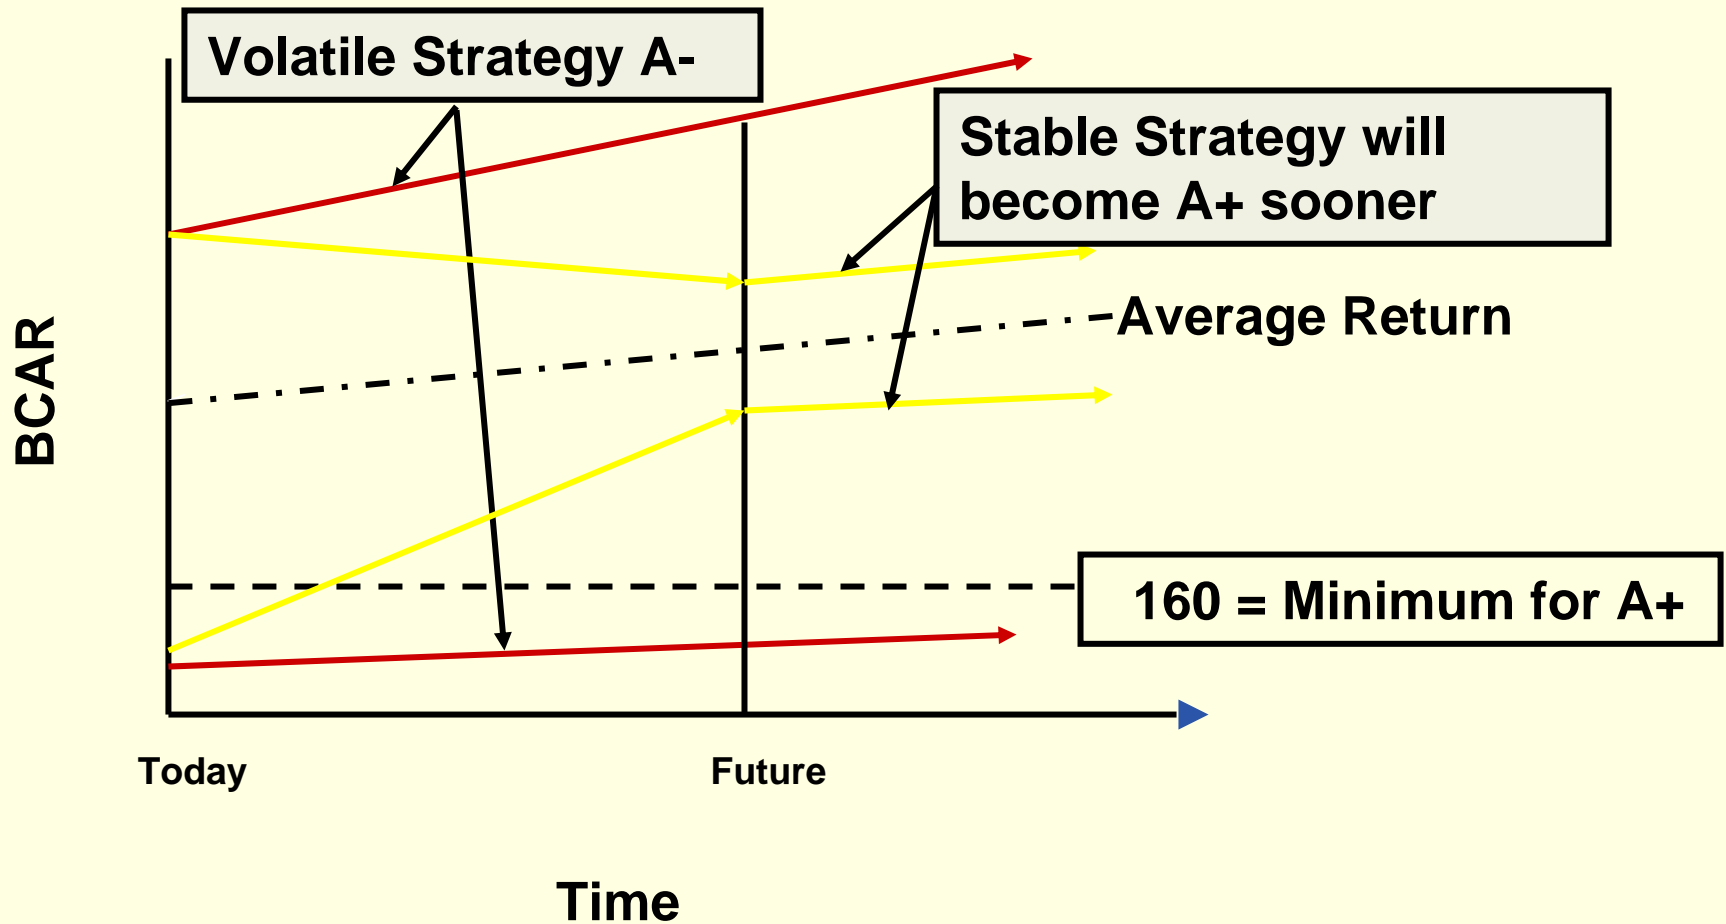 Volatile Strategy A-
Stable Strategy will
become A+ sooner
Average Return
BCAR
160 = Minimum for A+
Today
Future
Time